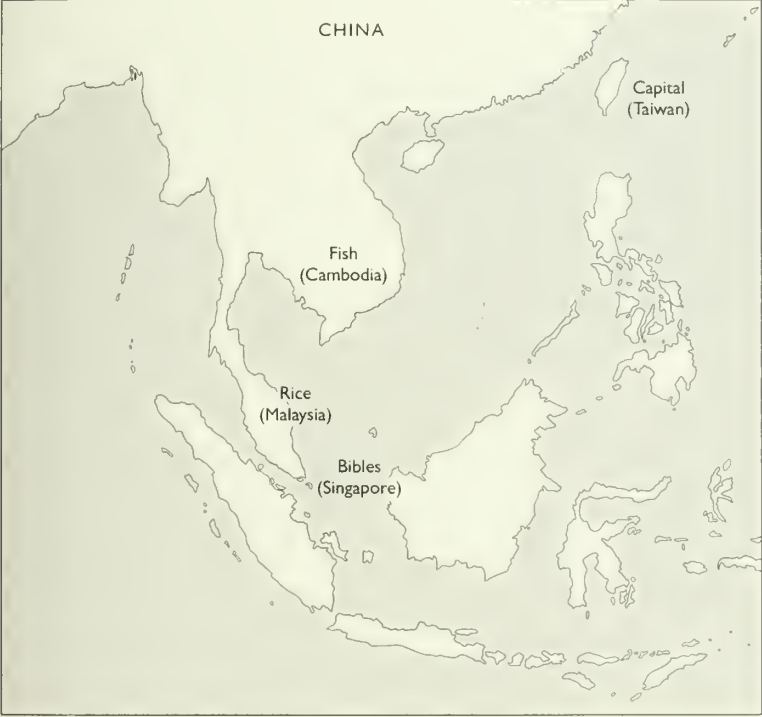 CHINA
Capital
(Taiwan)
Fish
(Cambodia)
Rice
(Malaysia)
Bibles
(Singapore)